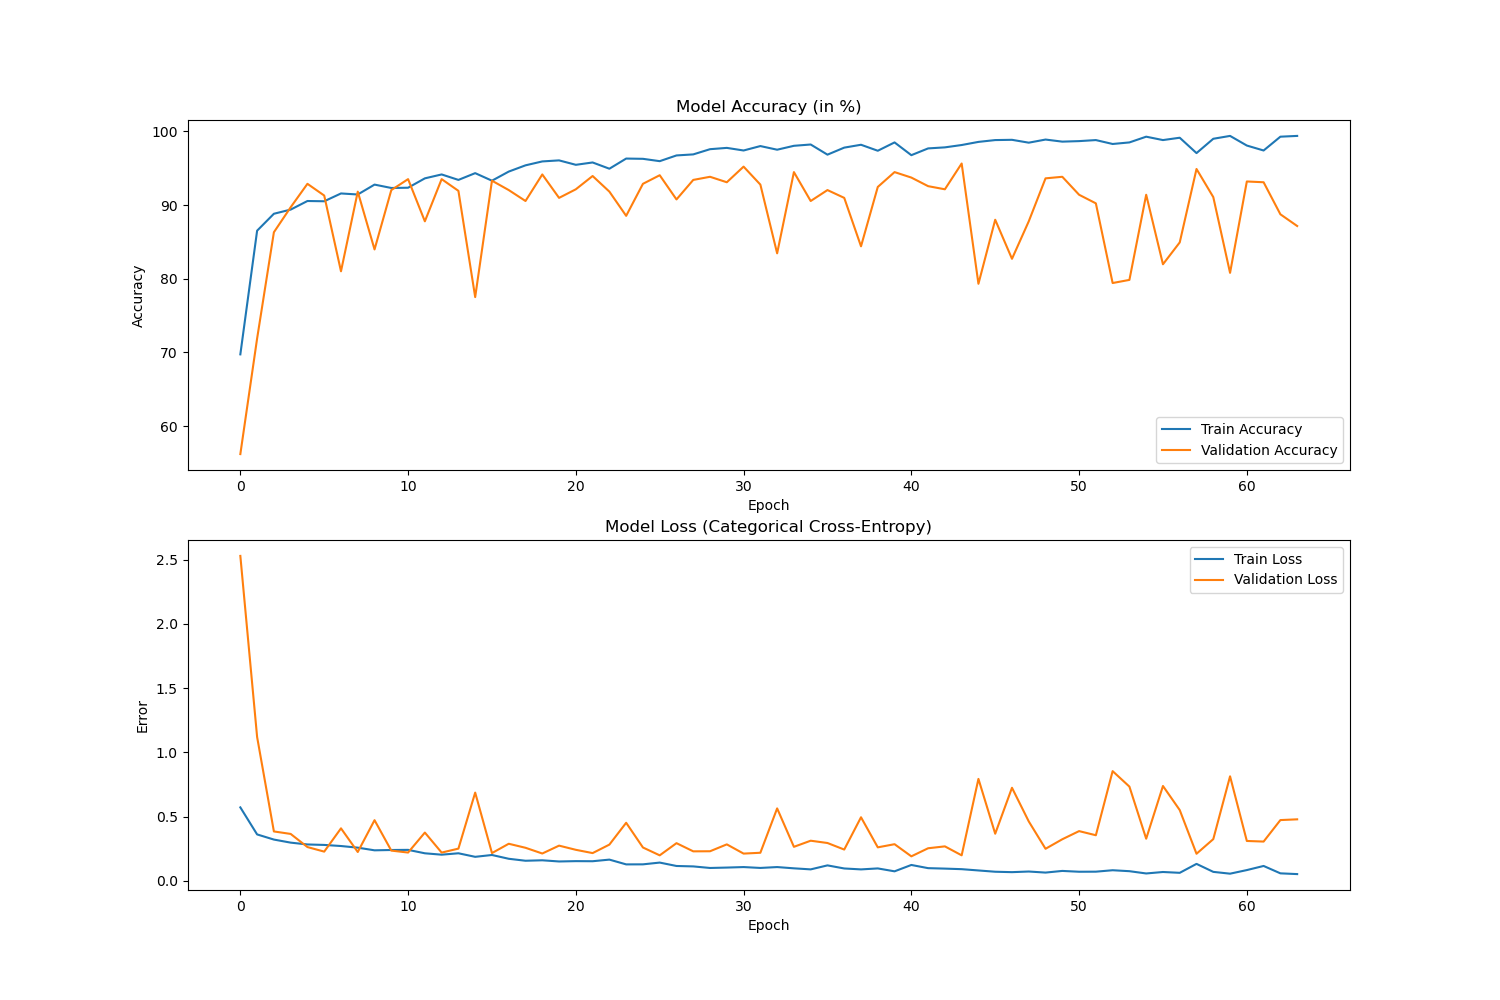 Model Accuracy (in %)
100
90
80
70
60
Accuracy
Train Accuracy
Validation Accuracy
0 10 20 30 40 50 60
Epoch
Model Loss (Categorical Cross-Entropy)
2.5
2.0
1.5
1.0
0.5
0.0
Error
Train Loss
Validation Loss
0 10 20 30 40 50 60
Epoch